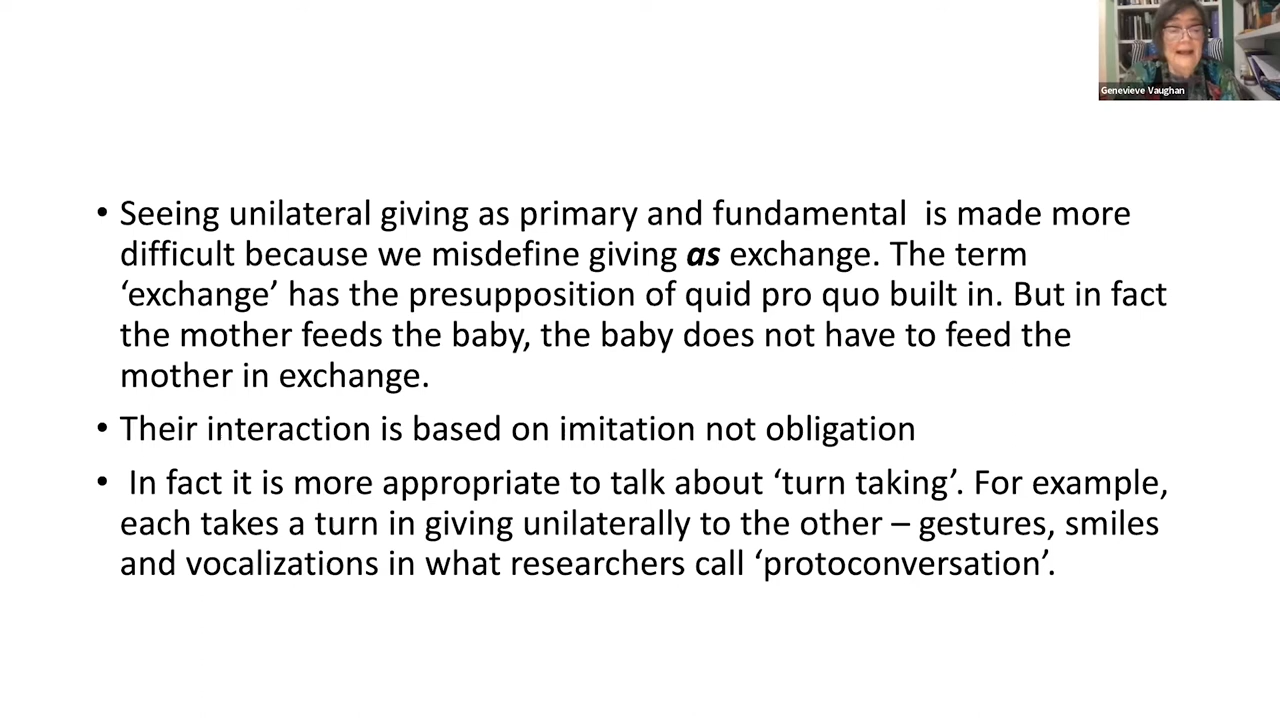 Genevieve Vaughan
• Seeing unilateral giving as primary and fundamental is made more
difficult because we misdefine giving as exchange. The term
‘exchange’ has the presupposition of quid pro quo built in. But in fact
the mother feeds the baby, the baby does not have to feed the
mother in exchange.
• Their interaction is based on imitation not obligation
• In fact it is more appropriate to talk about ‘turn taking’. For example,
each takes a turn in giving unilaterally to the other – gestures, smiles
and vocalizations in what researchers call ‘protoconversation’.